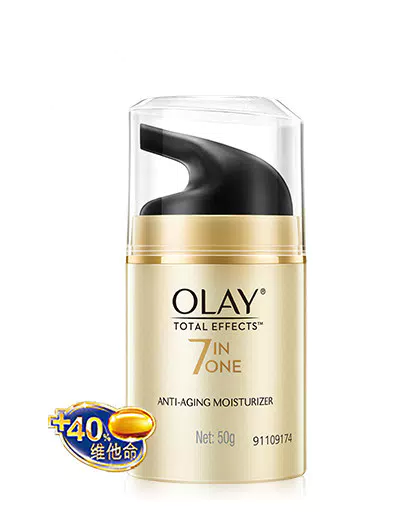 OLAY®
TOTAL EFFECTS™
7 IN ONE
ANTI-AGING MOISTURIZER
Net: 50g
91109174
+40%
维他命